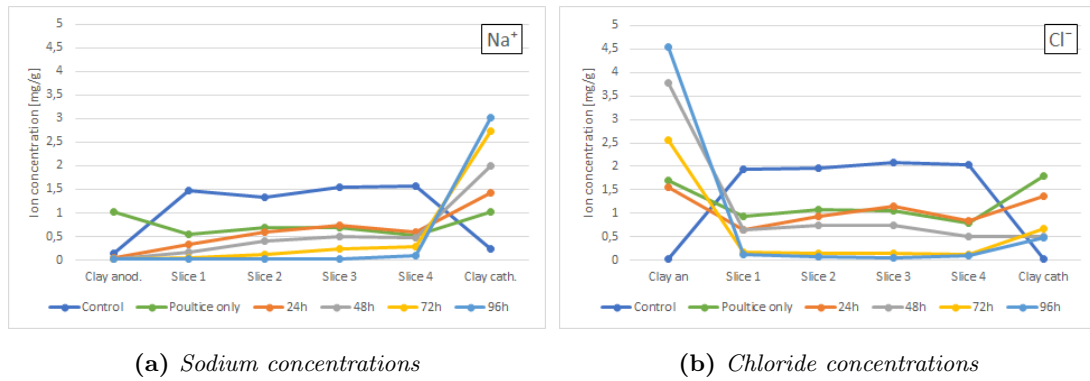 5
4,5
4
3,5
3
2,5
2
1,5
1
0,5
0
Ion concentration [mg/g]
Na⁺
Clay anod. Slice 1 Slice 2 Slice 3 Slice 4 Clay cath.
Control Poultice only 24h 48h 72h 96h
(a) Sodium concentrations
5
4,5
4
3,5
3
2,5
2
1,5
1
0,5
0
Ion concentration [mg/g]
Cl⁻
Clay an Slice 1 Slice 2 Slice 3 Slice 4 Clay cath
Control Poultice only 24h 48h 72h 96h
(b) Chloride concentrations